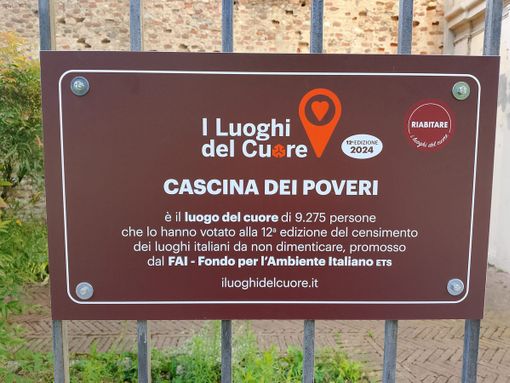 I Luoghi
del Cuore
12ª EDIZIONE
2024
RIABITARE
i luoghi del cuore
CASCINA DEI POVERI
è il luogo del cuore di 9.275 persone
che lo hanno votato alla 12ª edizione del censimento
dei luoghi italiani da non dimenticare, promosso
dal FAI - Fondo per l'Ambiente Italiano ETS
iluoghidelcuore.it